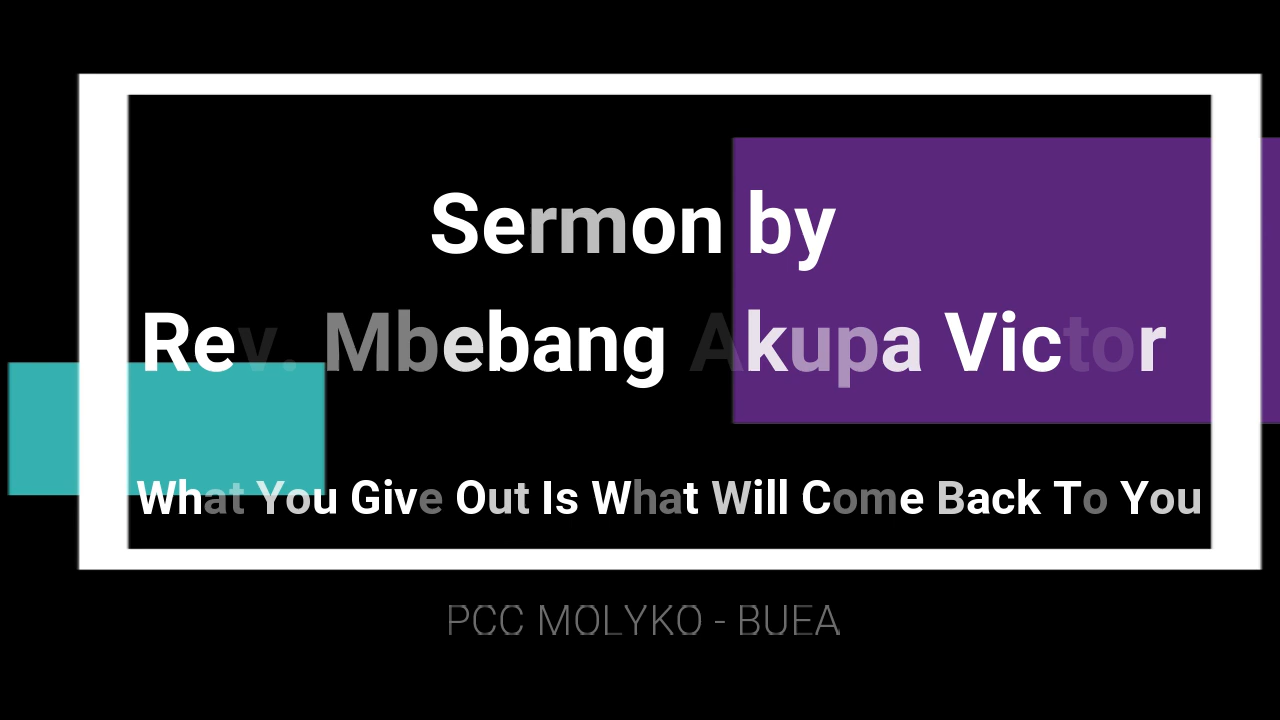 Sermon by
Rev. Mbebang Akupa Victor
What You Give Out Is What Will Come Back To You
PCC MOLYKO - BUEA